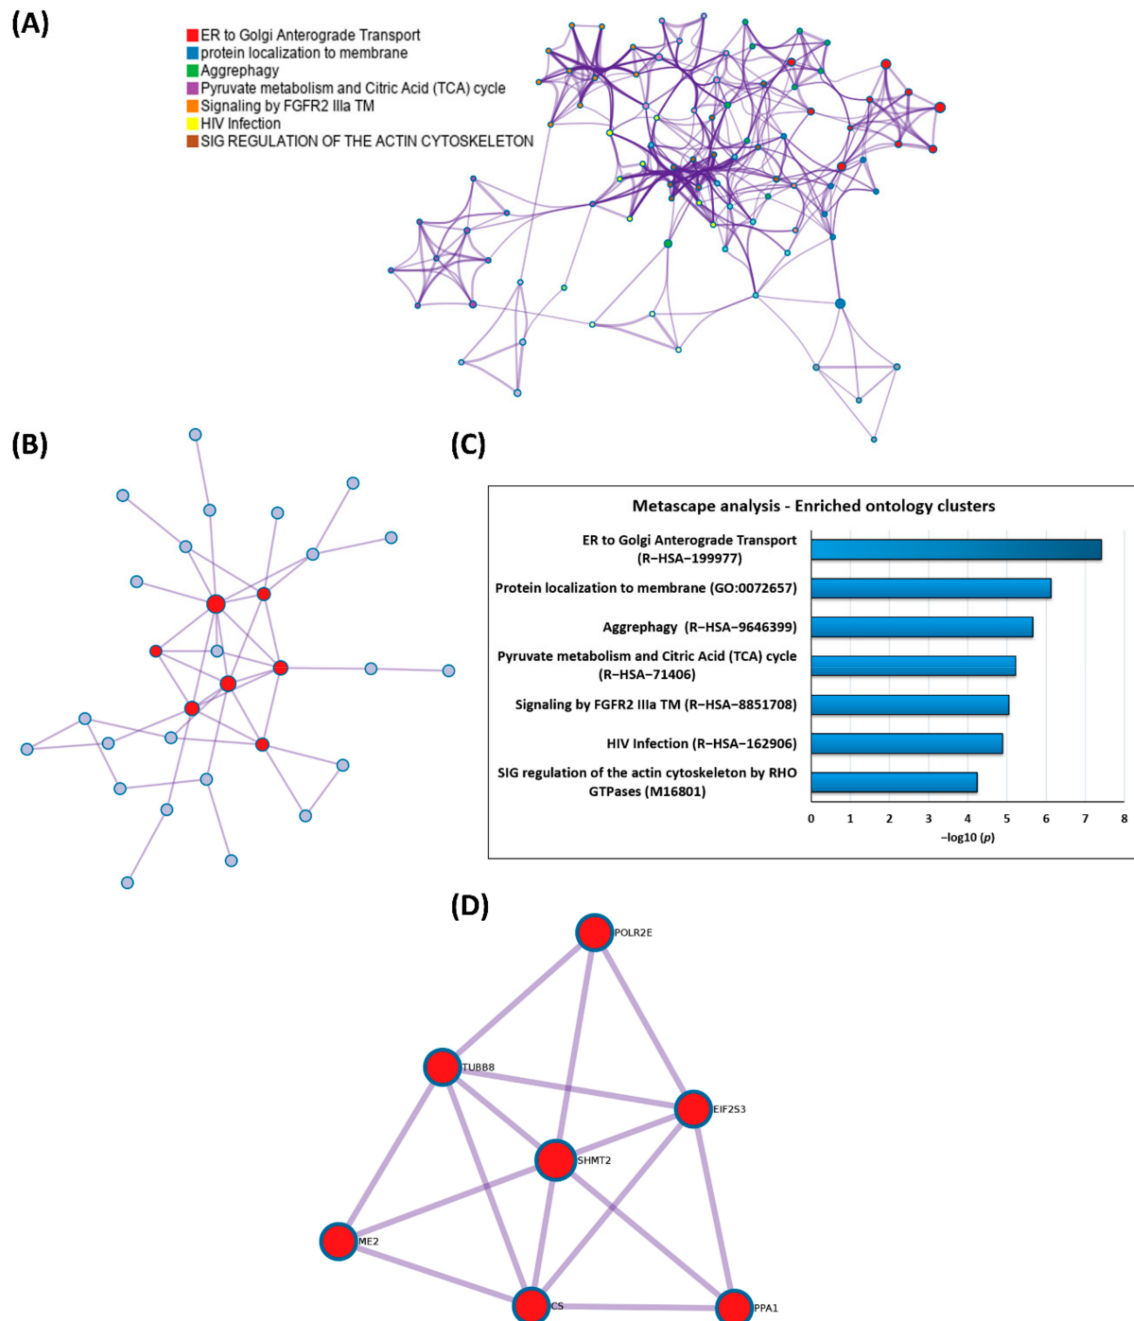 (A)
ER to Golgi Anterograde Transport
protein localization to membrane
Aggrephagy
Pyruvate metabolism and Citric Acid (TCA) cycle
Signaling by FGFR2 IIIa TM
HIV Infection
SIG REGULATION OF THE ACTIN CYTOSKELETON
(B)
(C)
Metascape analysis - Enriched ontology clusters
ER to Golgi Anterograde Transport
(R−HSA−199977)
Protein localization to membrane (GO:0072657)
Aggrephagy (R−HSA−9646399)
Pyruvate metabolism and Citric Acid (TCA) cycle
(R−HSA−71406)
Signaling by FGFR2 IIIa TM (R−HSA−8851708)
HIV Infection (R−HSA−162906)
SIG regulation of the actin cytoskeleton by RHO
GTPases (M16801)
0 1 2 3 4 5 6 7 8
−log10 (p)
(D)
POLR2E
TUBB8
EIF2S3
SHMT2
ME2
CS
PPA1